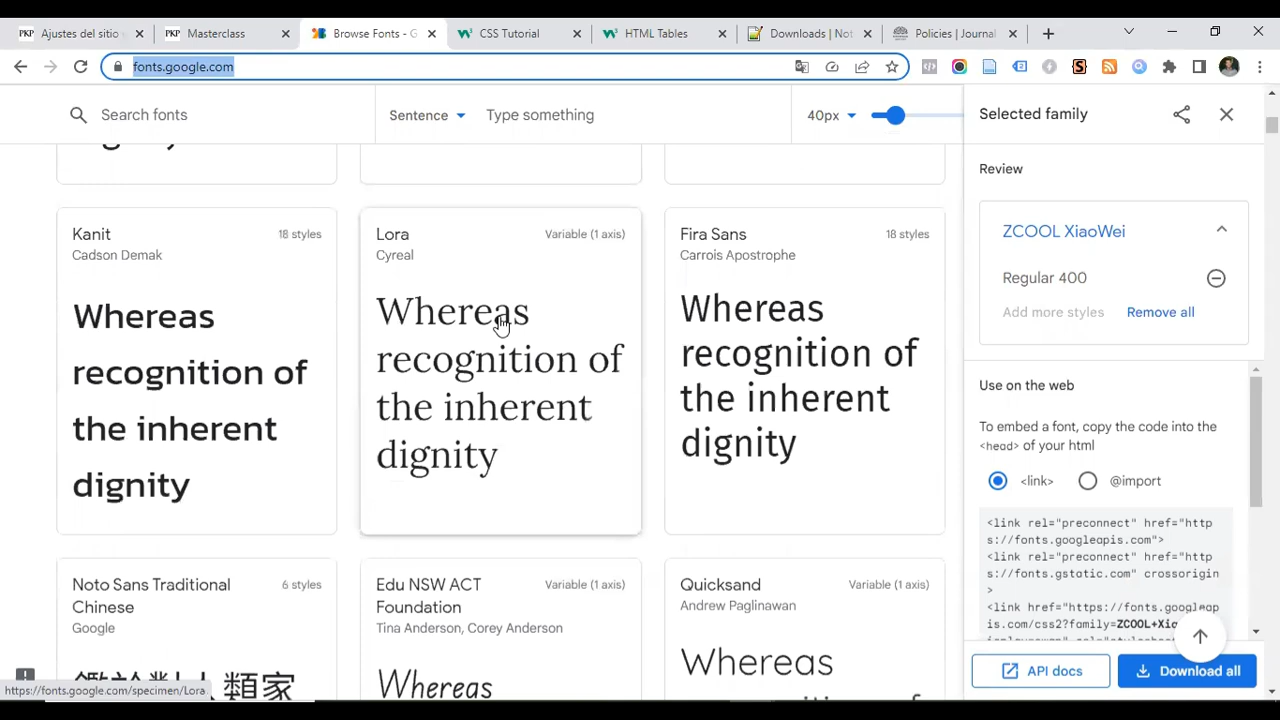 Ajustes del sitio
Masterclass
Browse Fonts - G
CSS Tutorial
HTML Tables
Downloads | Not
Policies | Journal
fonts.google.com
Search fonts
Sentence
Type something
40px
Selected family
Review
ZCOOL XiaoWei
Regular 400
Add more styles
Remove all
Kanit
18 styles
Cadson Demak
Whereas
recognition of
the inherent
dignity
Lora
Variable (1 axis)
Cyreal
Whereas
recognition of
the inherent
dignity
Fira Sans
18 styles
Carrois Apostrophe
Whereas
recognition of
the inherent
dignity
Noto Sans Traditional
Chinese
6 styles
Google
Edu NSW ACT
Foundation
Variable (1 axis)
Tina Anderson, Corey Anderson
Whereas
Quicksand
Variable (1 axis)
Andrew Paglinawan
Whereas
Use on the web
To embed a font, copy the code into the
<head> of your html
<link>
@import
<link rel="preconnect" href="http
s://fonts.googleapis.com">
<link rel="preconnect" href="http
s://fonts.gstatic.com" crossorigin
>
<link href="https://fonts.googleap
is.com/css2?family=ZCOOL+Xia
API docs
Download all
https://fonts.google.com/specimen/Lora